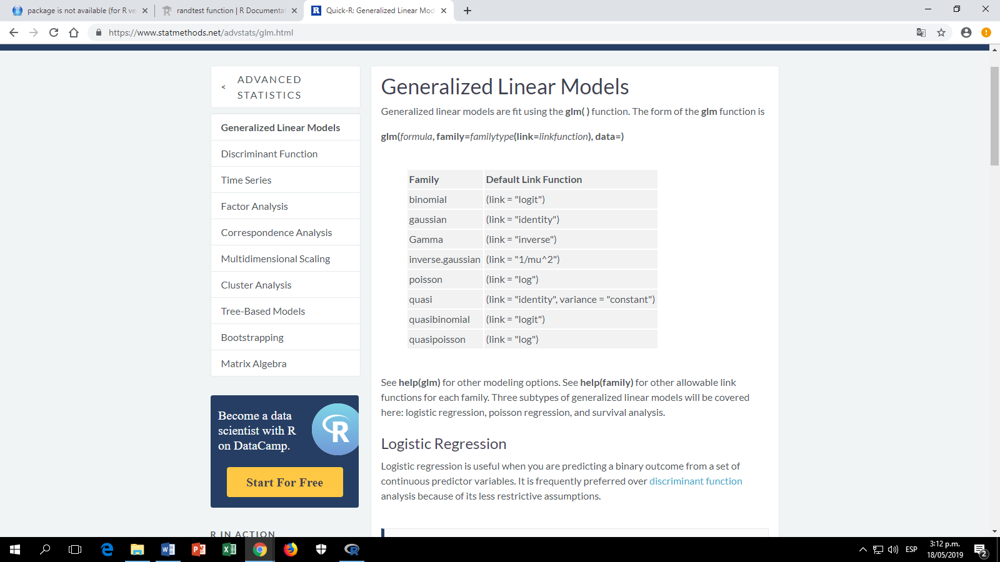 package is not available (for R ve
randtest function | R Documentat
Quick-R: Generalized Linear Mod
https://www.statmethods.net/advstats/glm.html
< ADVANCED
STATISTICS
Generalized Linear Models
Discriminant Function
Time Series
Factor Analysis
Correspondence Analysis
Multidimensional Scaling
Cluster Analysis
Tree-Based Models
Bootstrapping
Matrix Algebra
Become a data
scientist with R
on DataCamp.
R
Start For Free
R IN ACTION
Generalized Linear Models
Generalized linear models are fit using the glm( ) function. The form of the glm function is
glm(formula, family=familytype(link=linkfunction), data=)
Family Default Link Function
binomial (link = "logit")
gaussian (link = "identity")
Gamma (link = "inverse")
inverse.gaussian (link = "1/mu^2")
poisson (link = "log")
quasi (link = "identity", variance = "constant")
quasibinomial (link = "logit")
quasipoisson (link = "log")
See help(glm) for other modeling options. See help(family) for other allowable link
functions for each family. Three subtypes of generalized linear models will be covered
here: logistic regression, poisson regression, and survival analysis.
Logistic Regression
Logistic regression is useful when you are predicting a binary outcome from a set of
continuous predictor variables. It is frequently preferred over discriminant function
analysis because of its less restrictive assumptions.
ESP
3:12 p.m.
18/05/2019
2